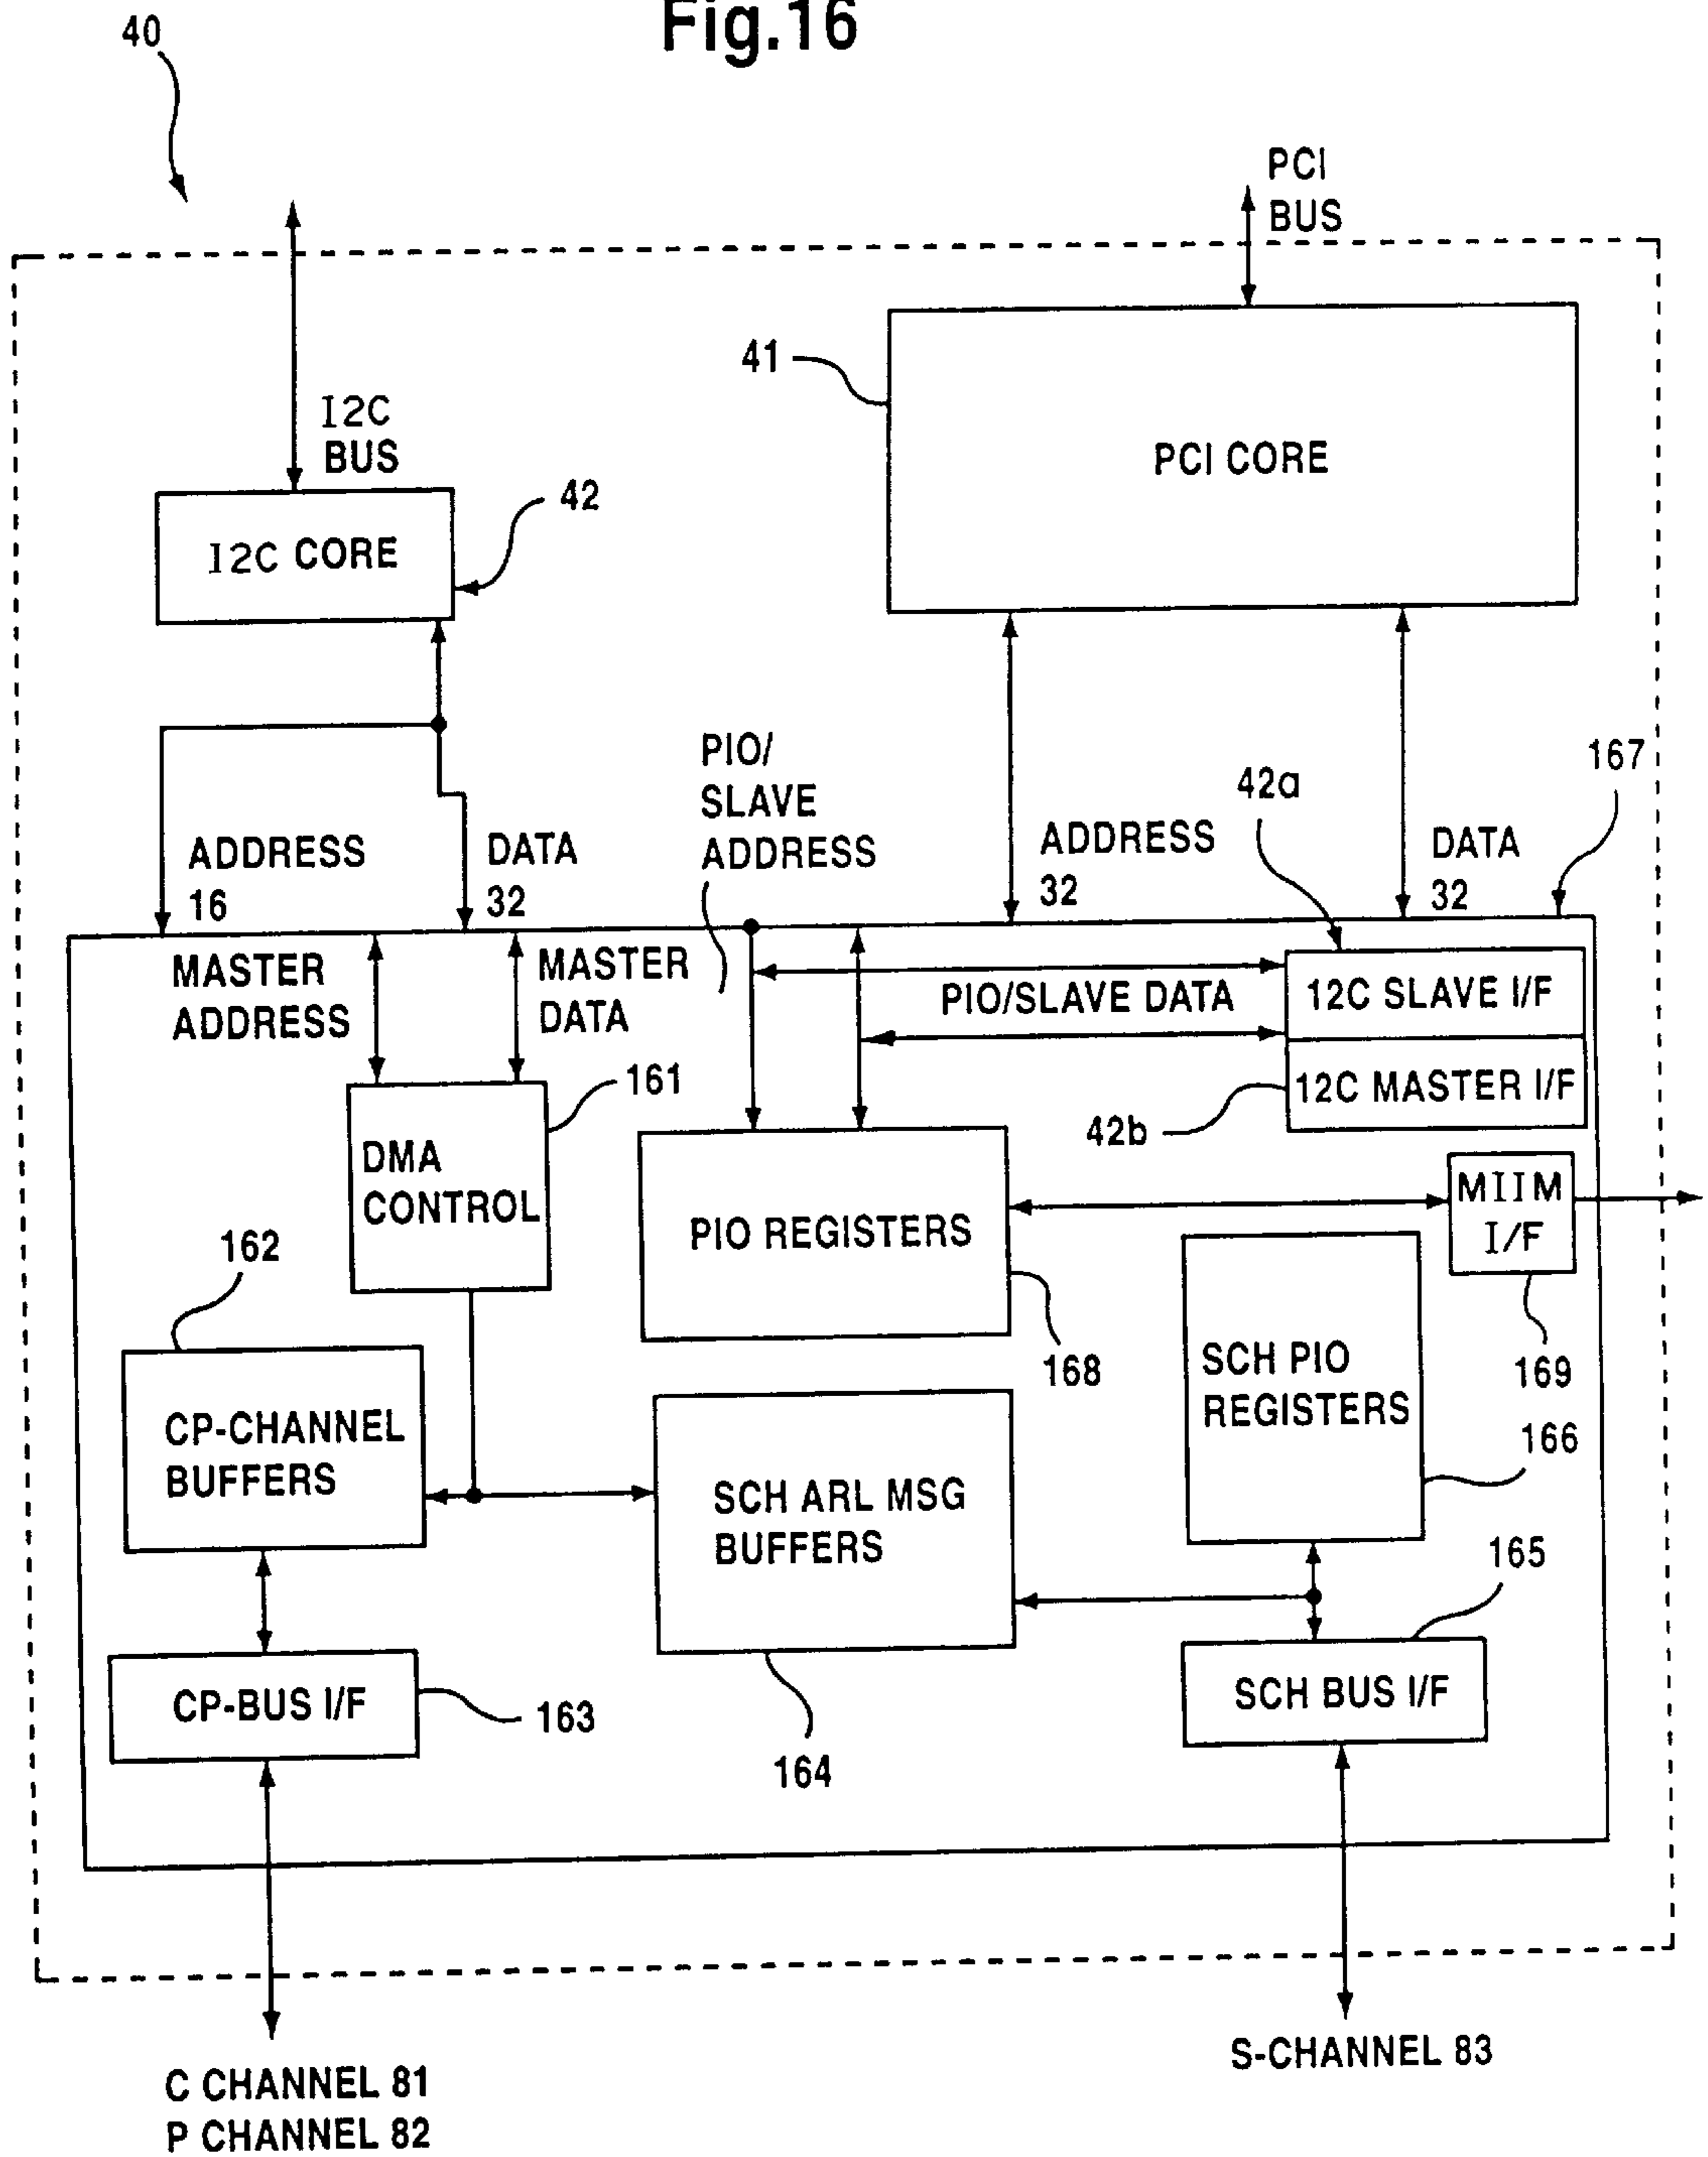 Fig.16
40
PCI
BUS
41
PCI CORE
I2C
BUS
42
I2C CORE
PIO/
SLAVE
ADDRESS
167
42a
ADDRESS
16
DATA
32
ADDRESS
32
DATA
32
MASTER
ADDRESS
MASTER
DATA
PIO/SLAVE DATA
12C SLAVE I/F
12C MASTER I/F
42b
161
DMA
CONTROL
PIO REGISTERS
MIIM
I/F
162
168
169
SCH PIO
REGISTERS
166
CP-CHANNEL
BUFFERS
SCH ARL MSG
BUFFERS
165
CP-BUS I/F
163
164
SCH BUS I/F
S-CHANNEL 83
C CHANNEL 81
P CHANNEL 82